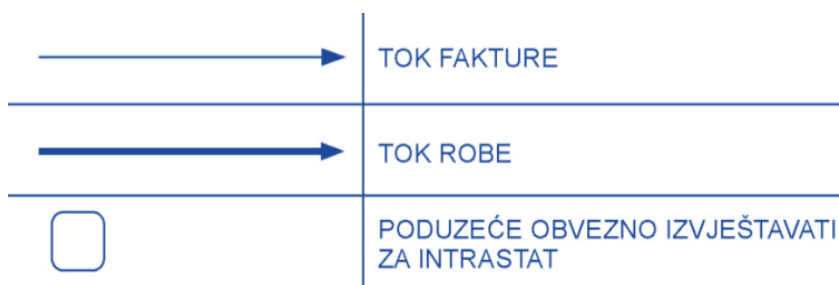 TOK FAKTURE
TOK ROBE
PODUZEĆE OBVEZNO IZVJEŠTAVATI
ZA INTRASTAT